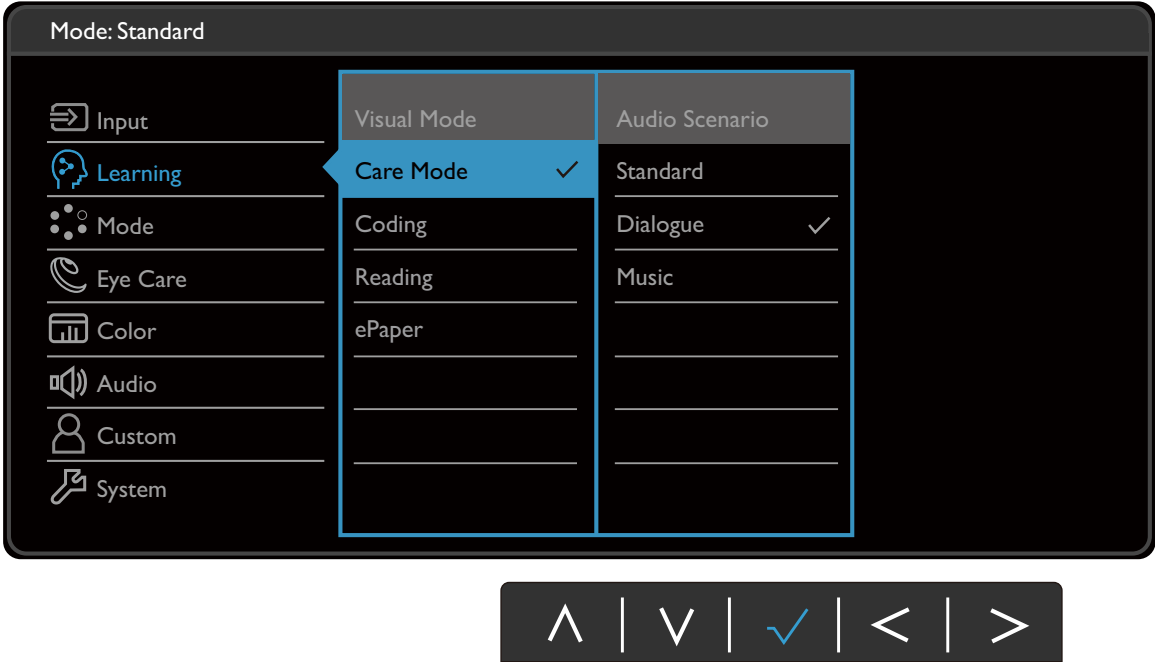 Mode: Standard
Input
Learning
Mode
Eye Care
Color
Audio
Custom
System
Visual Mode
Care Mode
Coding
Reading
ePaper
Audio Scenario
Standard
Dialogue
Music